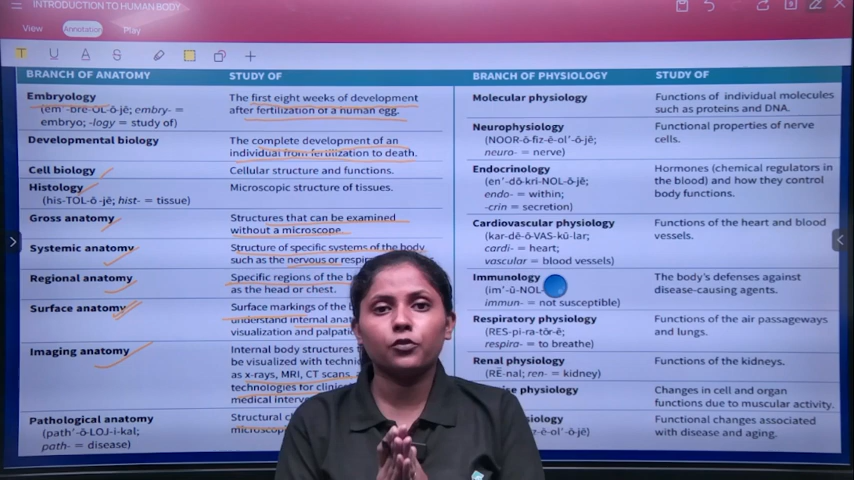 INTRODUCTION TO HUMAN BODY
View
Annotation
Play
T U A S
BRANCH OF ANATOMY
STUDY OF
Embryology
(em′-brē-OL-ō-jē; embry- =
embryo; -logy = study of)
The first eight weeks of development
after fertilization of a human egg.
Developmental biology
The complete development of an
individual from fertilization to death.
Cell biology
Cellular structure and functions.
Histology
(his-TOL-ō-jē; hist- = tissue)
Microscopic structure of tissues.
Gross anatomy
Structures that can be examined
without a microscope.
Systemic anatomy
Structure of specific systems of the body
such as the nervous or
Regional anatomy
Specific regions of the
as the head or chest.
Surface anatomy
Surface markings of the
understand internal
visualization and
Imaging anatomy
Internal body structures
be visualized with
as x-rays, MRI, CT scans,
technologies for
medical
Pathological anatomy
(path′-ō-LOJ-i-kal;
path- = disease)
Structural
BRANCH OF PHYSIOLOGY
STUDY OF
Molecular physiology
Functions of individual molecules
such as proteins and DNA.
Neurophysiology
(NOOR-ō-fiz-ē-ol′-ō-jē;
neuro- = nerve)
Functional properties of nerve
cells.
Endocrinology
(en′-dō-kri-NOL-ō-jē;
endo- = within;
-crin = secretion)
Hormones (chemical regulators in
the blood) and how they control
body functions.
Cardiovascular physiology
(kar-dē-ō-VAS-kū-lar;
cardi- = heart;
vascular = blood vessels)
Functions of the heart and blood
vessels.
Immunology
(im′-ū-NOL-
immun- = not susceptible)
The body's defenses against
disease-causing agents.
Respiratory physiology
(RES-pi-ra-tōr-ē;
respira- = to breathe)
Functions of the air passageways
and lungs.
Renal physiology
(RĒ-nal; ren- = kidney)
Functions of the kidneys.
physiology
Changes in cell and organ
functions due to muscular activity.
Functional changes associated
with disease and aging.